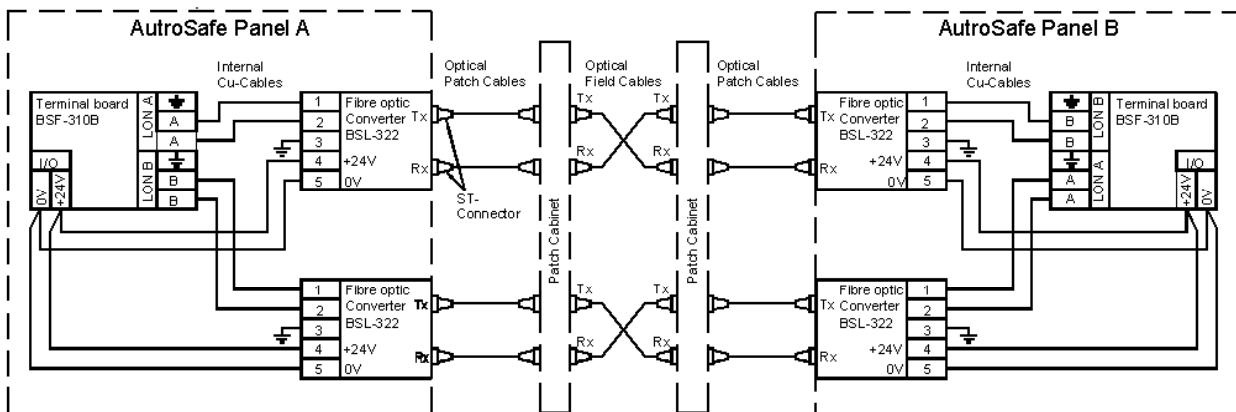 AutroSafe Panel A
AutroSafe Panel B
Internal
Cu-Cables
Optical
Patch Cables
Optical
Field Cables
Optical
Patch Cables
Internal
Cu-Cables
Terminal board
BSF-310B
LON A
A
A
LON B
B
B
I/O
0V
+24V
1
2
3
4
5
Fibre optic
Converter
BSL-322
+24V
0V
Tx
Rx
ST-
Connector
1
2
3
4
5
Fibre optic
Converter
BSL-322
+24V
0V
Tx
Rx
Patch Cabinet
Tx
Rx
Tx
Rx
Tx
Rx
Tx
Rx
Patch Cabinet
Tx
Rx
Fibre optic
Converter
BSL-322
+24V
0V
1
2
3
4
5
Tx
Rx
Fibre optic
Converter
BSL-322
+24V
0V
1
2
3
4
5
B
B
LON B
A
A
LON A
Terminal board
BSF-310B
I/O
+24V
0V